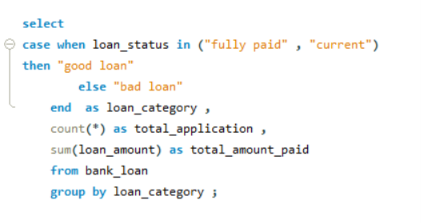 select
case when loan_status in ("fully paid" , "current")
then "good loan"
else "bad loan"
end as loan_category ,
count(*) as total_application ,
sum(loan_amount) as total_amount_paid
from bank_loan
group by loan_category ;